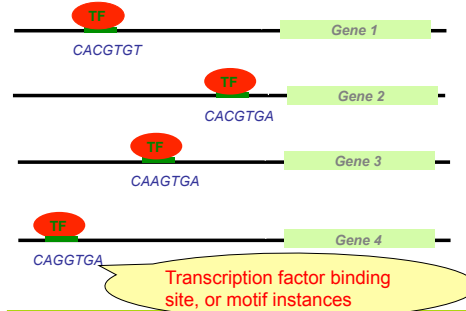 TF
Gene 1
CACGTGT
TF
Gene 2
CACGTGA
TF
Gene 3
CAAGTGA
TF
Gene 4
CAGGTGA
Transcription factor binding
site, or motif instances